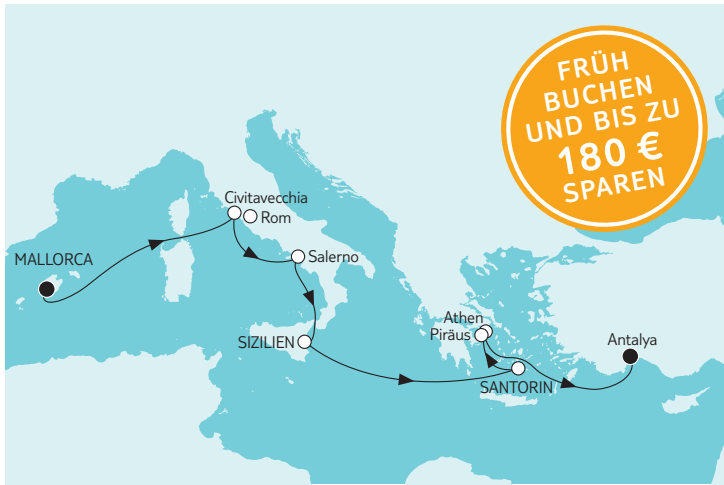 FRÜH
BUCHEN
UND BIS ZU
180 €
SPAREN
Civitavecchia
Rom
MALLORCA
Salerno
Athen
Piräus
SIZILIEN
Antalya
SANTORIN